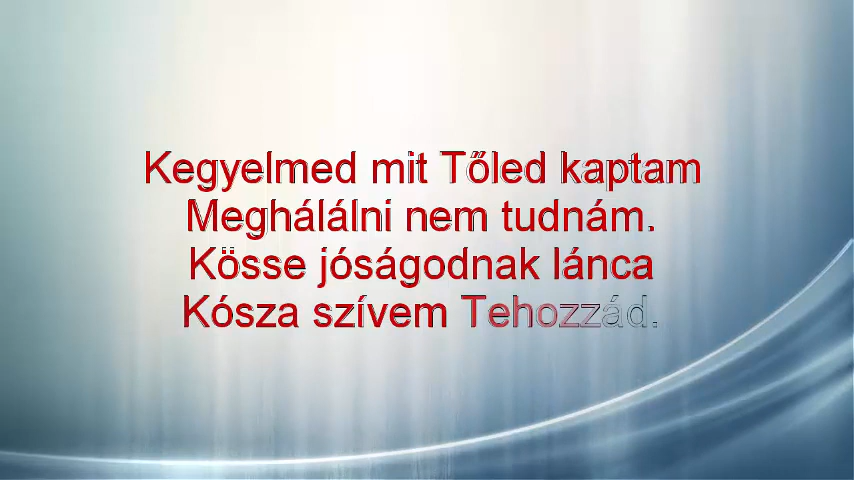 Kegyelmed mit Tőled kaptam
Meghálálni nem tudnám.
Kösse jóságodnak lánca
Kósza szívem Tehozzád.